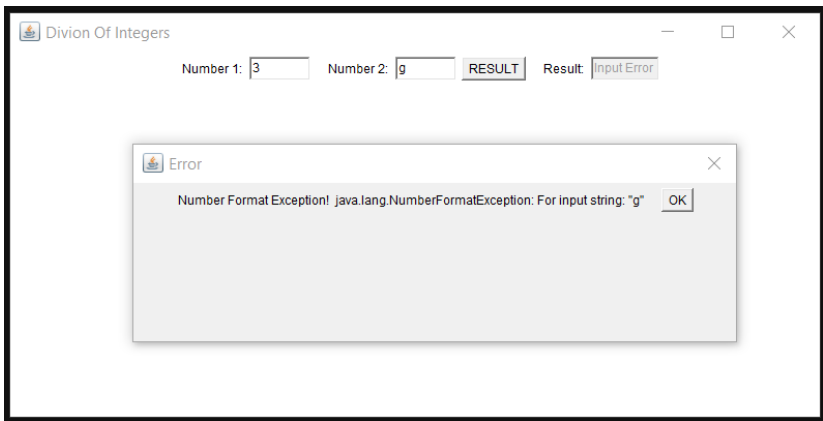 Divion Of Integers
Number 1: 3 Number 2: g RESULT Result: Input Error
Error
Number Format Exception! java.lang.NumberFormatException: For input string: "g" OK